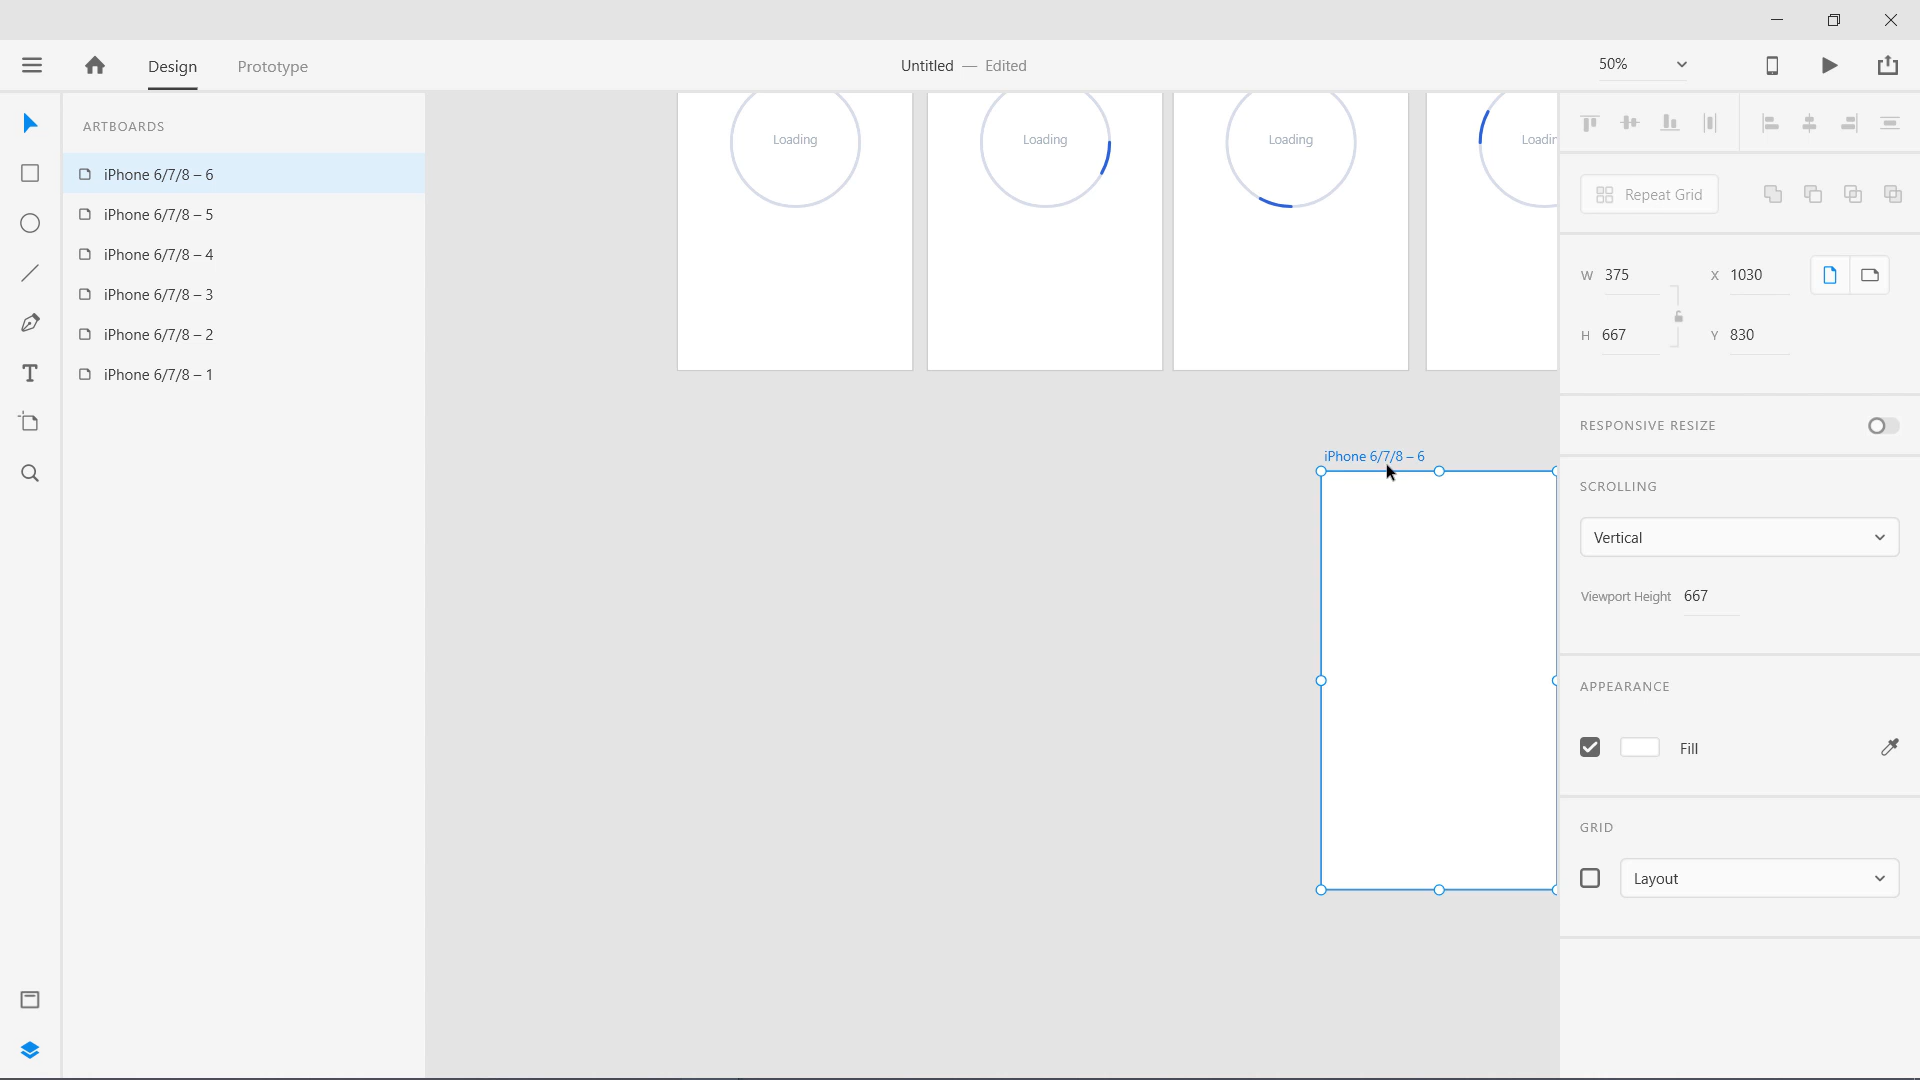 Design
Prototype
Untitled — Edited
50%
ARTBOARDS
iPhone 6/7/8 – 6
iPhone 6/7/8 – 5
iPhone 6/7/8 – 4
iPhone 6/7/8 – 3
iPhone 6/7/8 – 2
iPhone 6/7/8 – 1
Loading
Loading
Loading
Loadin
iPhone 6/7/8 – 6
Repeat Grid
W 375
X 1030
H 667
Y 830
RESPONSIVE RESIZE
SCROLLING
Vertical
Viewport Height 667
APPEARANCE
Fill
GRID
Layout